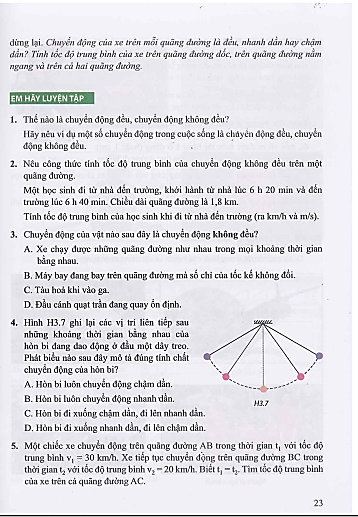 dừng lại. Chuyển động của xe trên mỗi quãng đường là đều, nhanh dần hay chậm
dần? Tính tốc độ trung bình của xe trên quãng đường dốc, trên quãng đường nằm
ngang và trên cả hai quãng đường.
EM HÃY LUYỆN TẬP
1. Thế nào là chuyển động đều, chuyển động không đều?
Hãy nêu ví dụ một số chuyển động trong cuộc sống là chuyển động đều, chuyển
động không đều.
2. Nêu công thức tính tốc độ trung bình của chuyển động không đều trên một
quãng đường.
Một học sinh đi từ nhà đến trường, khởi hành từ nhà lúc 6 h 20 min và đến
trường lúc 6 h 40 min. Chiều dài quãng đường là 1,8 km.
Tính tốc độ trung bình của học sinh khi đi từ nhà đến trường (ra km/h và m/s).
3. Chuyển động của vật nào sau đây là chuyển động không đều?
A. Xe chạy được những quãng đường như nhau trong mọi khoảng thời gian
bằng nhau.
B. Máy bay đang bay trên quãng đường mà số chỉ của tốc kế không đổi.
C. Tàu hoả khi vào ga.
D. Đầu cánh quạt trần đang quay ổn định.
4. Hình H3.7 ghi lại các vị trí liên tiếp sau
những khoảng thời gian bằng nhau của
hòn bi đang dao động ở đầu một dây treo.
Phát biểu nào sau đây mô tả đúng tính chất
chuyển động của hòn bi?
A. Hòn bi luôn chuyển động chậm dần.
B. Hòn bi luôn chuyển động nhanh dần.
C. Hòn bi đi xuống chậm dần, đi lên nhanh dần.
D. Hòn bi đi xuống nhanh dần, đi lên chậm dần.
H3.7
5. Một chiếc xe chuyển động trên quãng đường AB trong thời gian t₁ với tốc độ
trung bình v₁ = 30 km/h. Xe tiếp tục chuyển động trên quãng đường BC trong
thời gian t₂ với tốc độ trung bình v₂ = 20 km/h. Biết t₁ = t₂. Tìm tốc độ trung bình
của xe trên cả quãng đường AC.
23